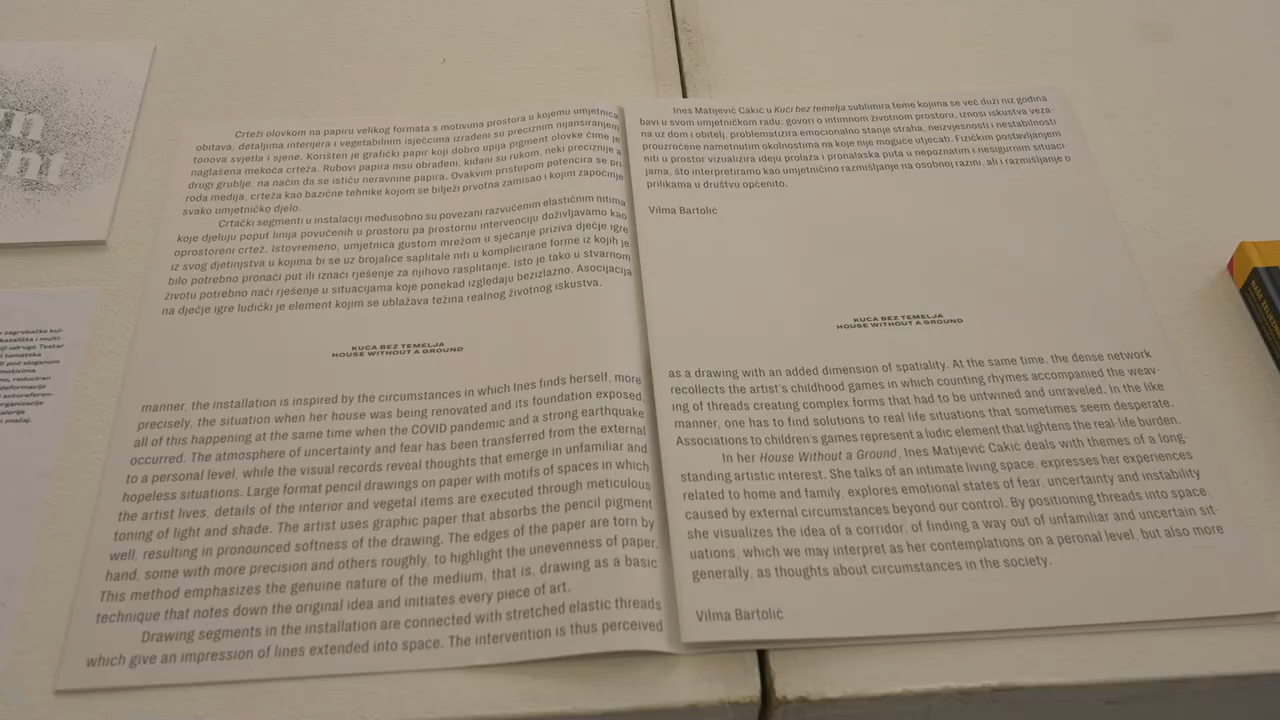 Crteži olovkom na papiru velikog formata s motivima prostora u kojemu umjetnica
obitava, detaljima interijera i vegetabilnim isječcima izrađeni su preciznim nijansiranjem
tonova svjetla i sjene. Korišten je grafički papir koji dobro upija pigment olovke čime je
naglašena mekoća crteža. Rubovi papira nisu obrađeni, kidani su rukom, neki preciznije a
drugi grublje, na način da se ističu neravnine papira. Ovakvim pristupom potencira se pri-
roda medija, crteža kao bazične tehnike kojom se bilježi prvotna zamisao i kojim započinje
svako umjetničko djelo.
Crtački segmenti u instalaciji međusobno su povezani razvučenim elastičnim nitima
koje djeluju poput linija povučenih u prostoru pa prostornu intervenciju doživljavamo kao
oprostoreni crtež. Istovremeno, umjetnica gustom mrežom u sjećanje priziva dječje igre
iz svog djetinjstva u kojima bi se uz brojalice saplitale niti u komplicirane forme iz kojih je
bilo potrebno pronaći put ili iznaći rješenje za njihovo rasplitanje. Isto je tako u stvarnom
životu potrebno naći rješenje u situacijama koje ponekad izgledaju bezizlazno. Asocijacija
na dječje igre ludički je element kojim se ublažava težina realnog životnog iskustva.
KUĆA BEZ TEMELJA
HOUSE WITHOUT A GROUND
manner, the installation is inspired by the circumstances in which Ines finds herself, more
precisely, the situation when her house was being renovated and its foundation exposed,
all of this happening at the same time when the COVID pandemic and a strong earthquake
occurred. The atmosphere of uncertainty and fear has been transferred from the external
to a personal level, while the visual records reveal thoughts that emerge in unfamiliar and
hopeless situations. Large format pencil drawings on paper with motifs of spaces in which
the artist lives, details of the interior and vegetal items are executed through meticulous
toning of light and shade. The artist uses graphic paper that absorbs the pencil pigment
well, resulting in pronounced softness of the drawing. The edges of the paper are torn by
hand, some with more precision and others roughly, to highlight the unevenness of paper.
This method emphasizes the genuine nature of the medium, that is, drawing as a basic
technique that notes down the original idea and initiates every piece of art.
Drawing segments in the installation are connected with stretched elastic threads
which give an impression of lines extended into space. The intervention is thus perceived
Ines Matijević Cakić u Kući bez temelja sublimira teme kojima se već duži niz godina
bavi u svom umjetničkom radu: govori o intimnom životnom prostoru, iznosi iskustva veza-
na uz dom i obitelj, problematizira emocionalno stanje straha, neizvjesnosti i nestabilnosti
prouzročene nametnutim okolnostima na koje nije moguće utjecati. Fizičkim postavljanjem
niti u prostor vizualizira ideju prolaza i pronalaska puta u nepoznatim i nesigurnim situaci-
jama, što interpretiramo kao umjetničino razmišljanje na osobnoj razini, ali i razmišljanje o
prilikama u društvu općenito.
Vilma Bartolić
KUĆA BEZ TEMELJA
HOUSE WITHOUT A GROUND
as a drawing with an added dimension of spatiality. At the same time, the dense network
recollects the artist's childhood games in which counting rhymes accompanied the weav-
ing of threads creating complex forms that had to be untwined and unraveled. In the like
manner, one has to find solutions to real life situations that sometimes seem desperate.
Associations to children's games represent a ludic element that lightens the real-life burden.
In her House Without a Ground, Ines Matijević Cakić deals with themes of a long-
standing artistic interest. She talks of an intimate living space, expresses her experiences
related to home and family, explores emotional states of fear, uncertainty and instability
caused by external circumstances beyond our control. By positioning threads into space,
she visualizes the idea of a corridor, of finding a way out of unfamiliar and uncertain sit-
uations, which we may interpret as her contemplations on a peronal level, but also more
generally, as thoughts about circumstances in the society.
Vilma Bartolić